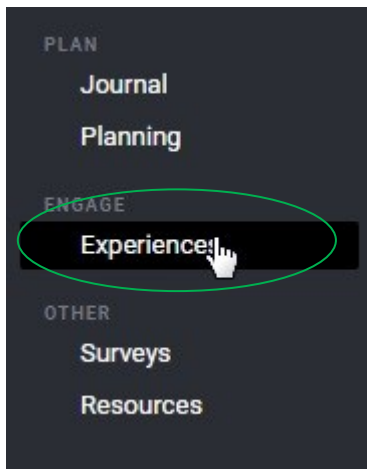 PLAN
Journal
Planning
ENGAGE
Experiences
OTHER
Surveys
Resources